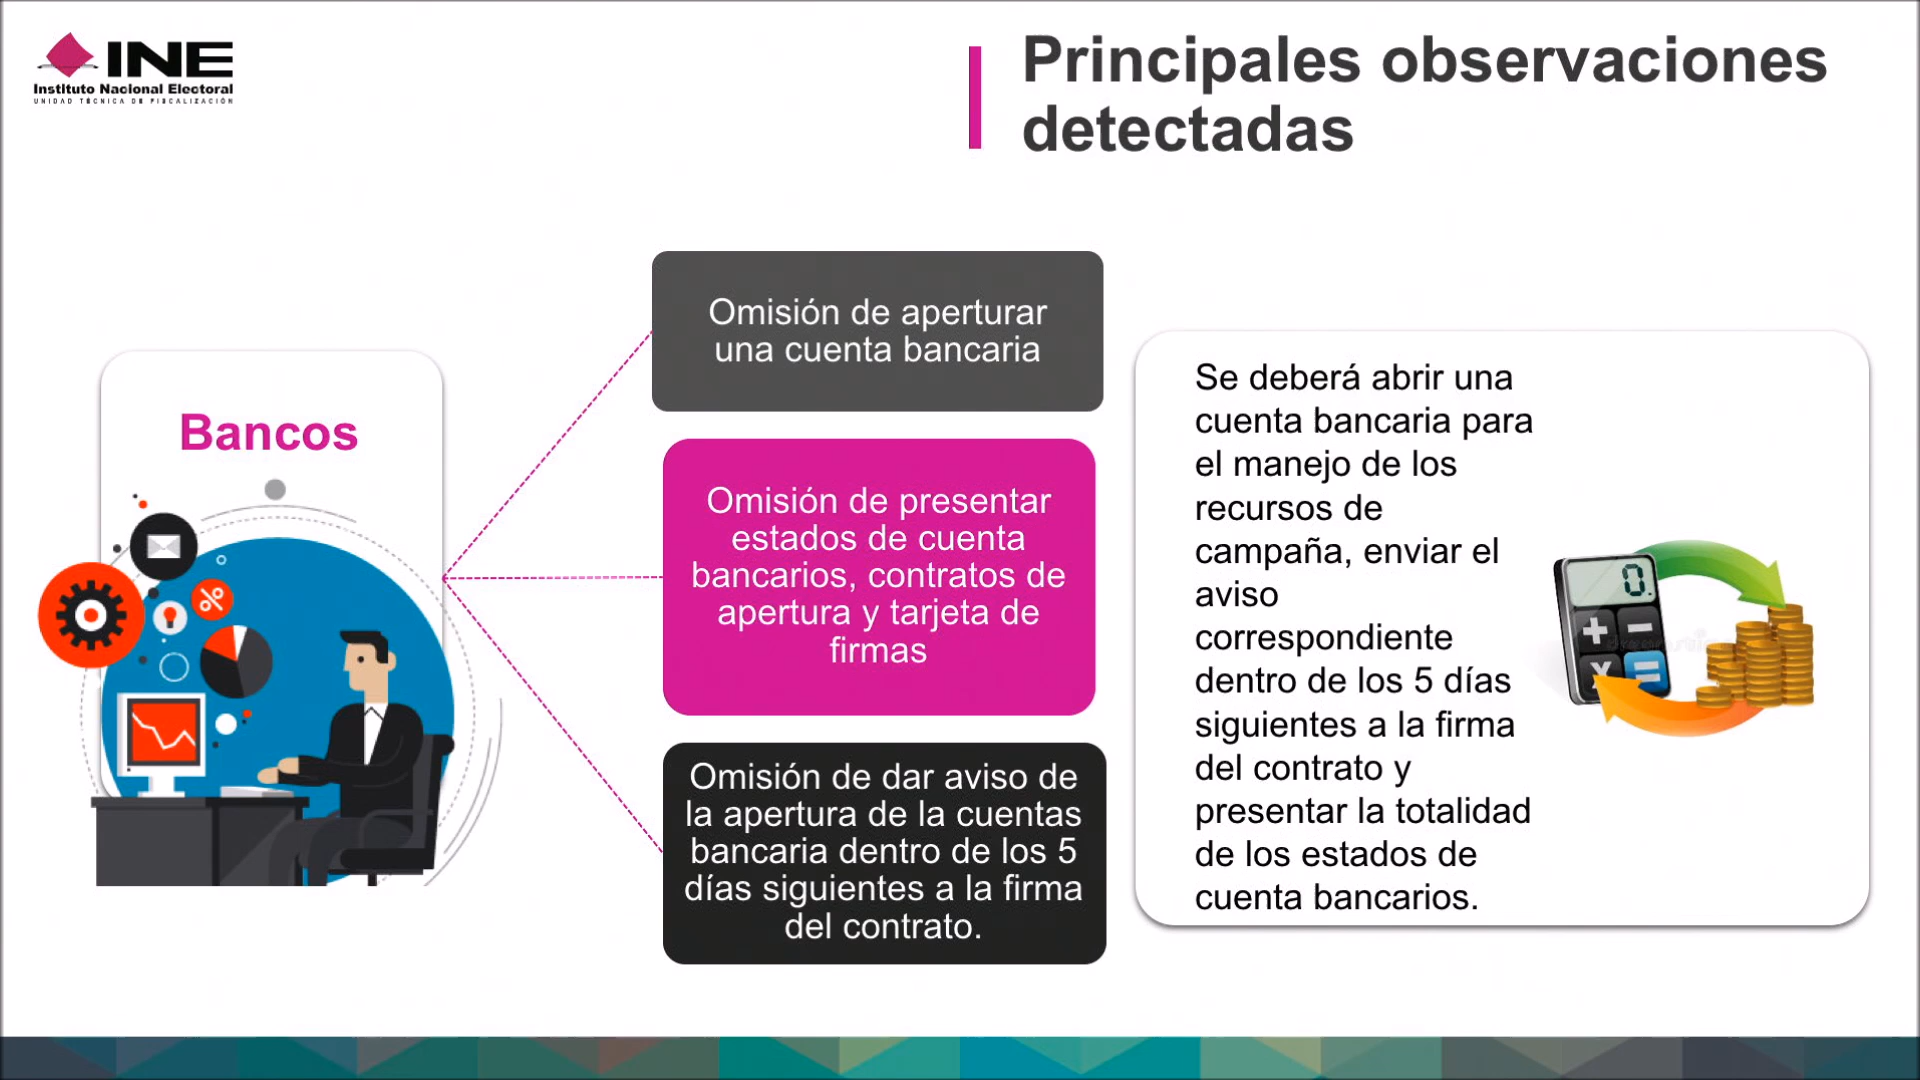 INE
Instituto Nacional Electoral
UNIDAD TÉCNICA DE FISCALIZACIÓN
Principales observaciones
detectadas
Bancos
%
Omisión de aperturar
una cuenta bancaria
Omisión de presentar
estados de cuenta
bancarios, contratos de
apertura y tarjeta de
firmas
Omisión de dar aviso de
la apertura de la cuentas
bancaria dentro de los 5
días siguientes a la firma
del contrato.
Se deberá abrir una
cuenta bancaria para
el manejo de los
recursos de
campaña, enviar el
aviso
correspondiente
dentro de los 5 días
siguientes a la firma
del contrato y
presentar la totalidad
de los estados de
cuenta bancarios.
0.
+ −
X =